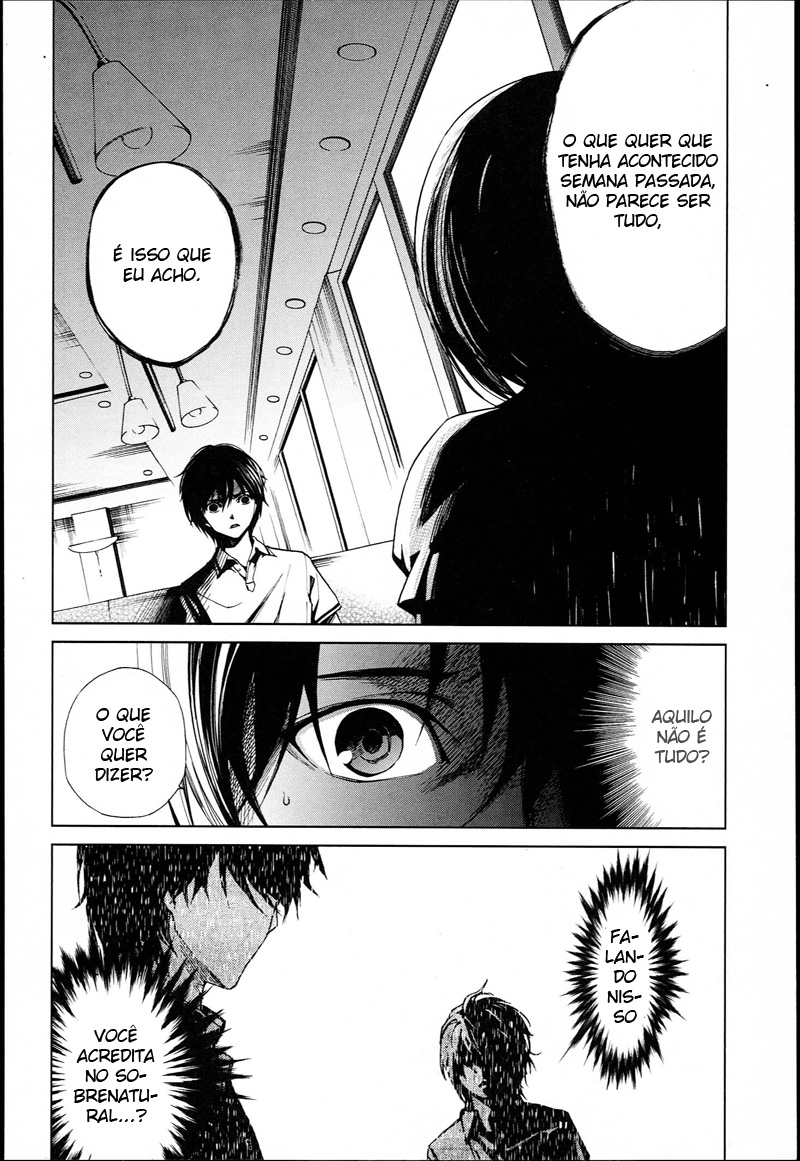 O QUE QUER QUE
TENHA ACONTECIDO
SEMANA PASSADA,
NÃO PARECE SER
TUDO,
É ISSO QUE
EU ACHO.
AQUILO
NÃO É
TUDO?
O QUE
VOCÊ
QUER
DIZER?
FA-
LAN-
DO
NIS-
SO
VOCÊ
ACREDITA
NO SO-
BRENATU-
RAL...?